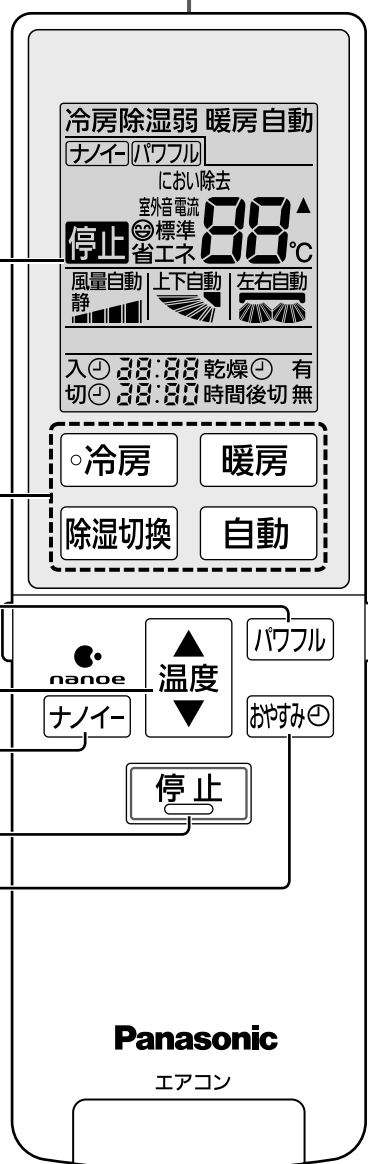 冷房除湿弱 暖房自動
ナノイー パワフル
におい除去
室外音電流
標準
停止 省エネ 88℃
風量自動 上下自動 左右自動
静
入 28:88 乾燥 有
切 28:80 時間後切 無
冷房 暖房
除湿切換 自動
パワフル
nanoe 温度
ナノイー おやすみ
停止
Panasonic
エアコン